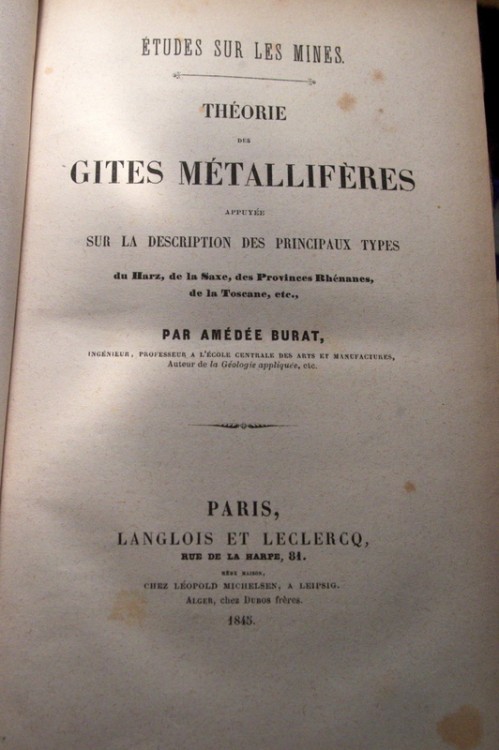 ÉTUDES SUR LES MINES.
THÉORIE
DES
GITES MÉTALLIFÈRES
APPUYÉE
SUR LA DESCRIPTION DES PRINCIPAUX TYPES
du Harz, de la Saxe, des Provinces Rhénanes,
de la Toscane, etc.,
PAR AMÉDÉE BURAT,
INGÉNIEUR, PROFESSEUR A L'ÉCOLE CENTRALE DES ARTS ET MANUFACTURES,
Auteur de la Géologie appliquée, etc.
PARIS,
LANGLOIS ET LECLERCQ,
RUE DE LA HARPE, 81.
MÊME MAISON,
CHEZ LÉOPOLD MICHELSEN, A LEIPSIG.
ALGER, chez DUBOS frères.
1845.